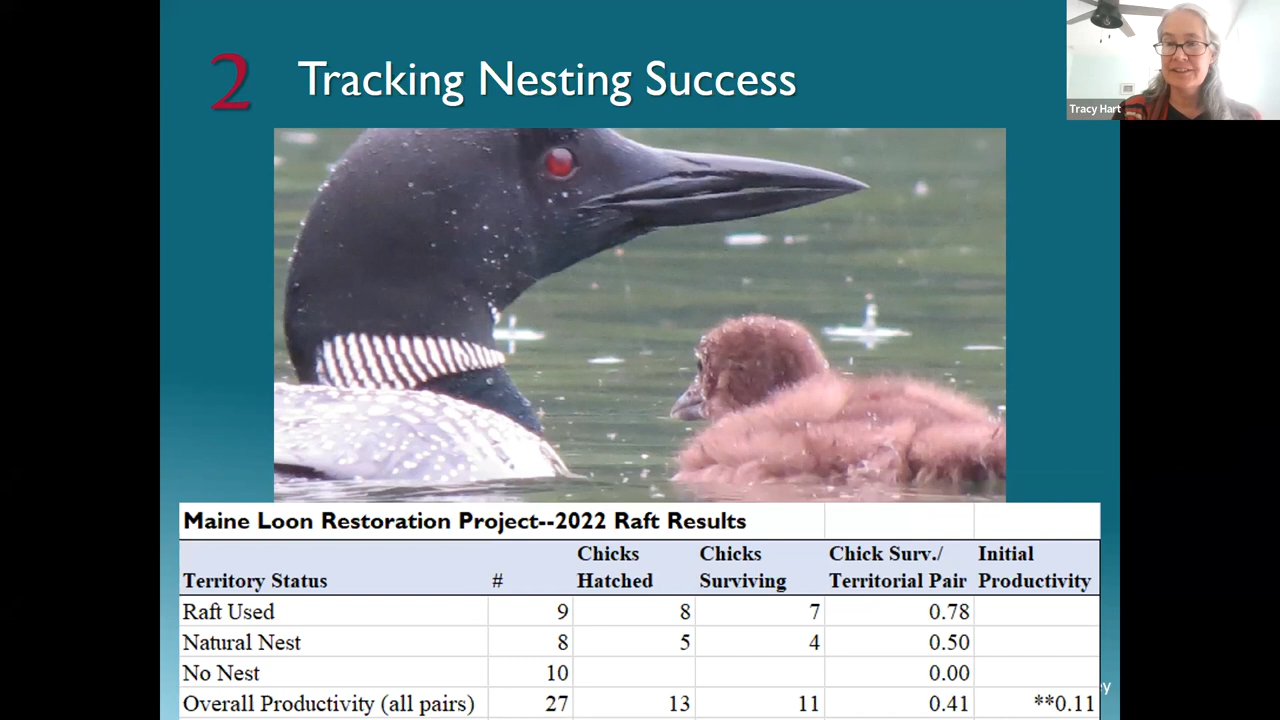 2 Tracking Nesting Success
Tracy Hart
Maine Loon Restoration Project--2022 Raft Results
Territory Status # Chicks Hatched Chicks Surviving Chick Surv./ Territorial Pair Initial Productivity
Raft Used 9 8 7 0.78
Natural Nest 8 5 4 0.50
No Nest 10 0.00
Overall Productivity (all pairs) 27 13 11 0.41 **0.11